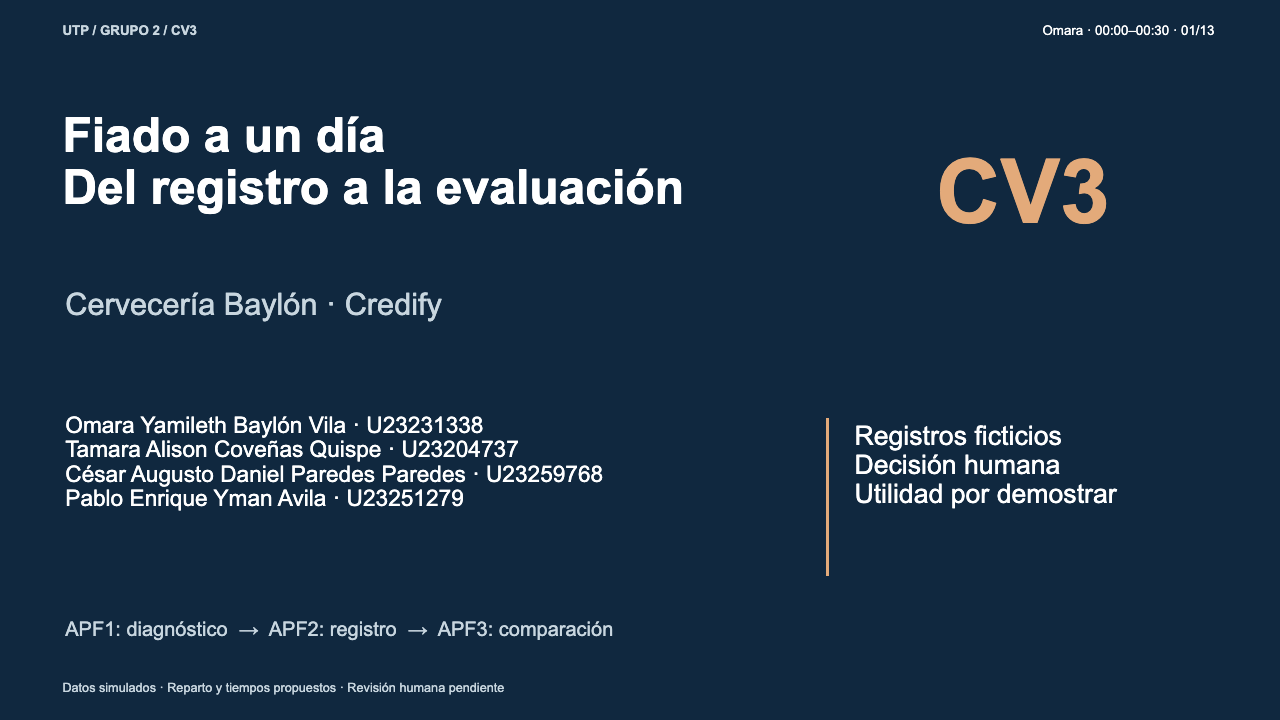 UTP / GRUPO 2 / CV3
Omara · 00:00–00:30 · 01/13
Fiado a un día
Del registro a la evaluación
CV3
Cervecería Baylón · Credify
Omara Yamileth Baylón Vila · U23231338
Tamara Alison Coveñas Quispe · U23204737
César Augusto Daniel Paredes Paredes · U23259768
Pablo Enrique Yman Avila · U23251279
Registros ficticios
Decisión humana
Utilidad por demostrar
APF1: diagnóstico → APF2: registro → APF3: comparación
Datos simulados · Reparto y tiempos propuestos · Revisión humana pendiente